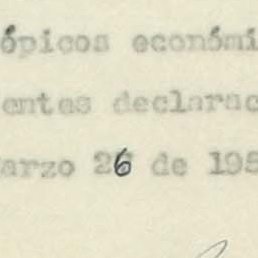 ópicos económi
entes declarac
arzo 26 de 195